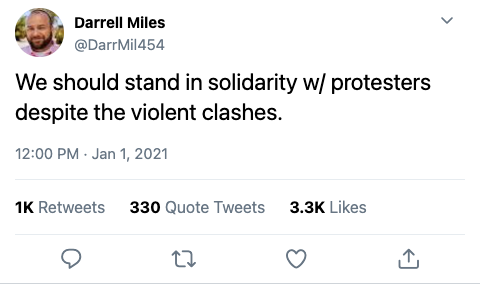 Darrell Miles
@DarrMil454
We should stand in solidarity w/ protesters
despite the violent clashes.
12:00 PM · Jan 1, 2021
1K Retweets 330 Quote Tweets 3.3K Likes